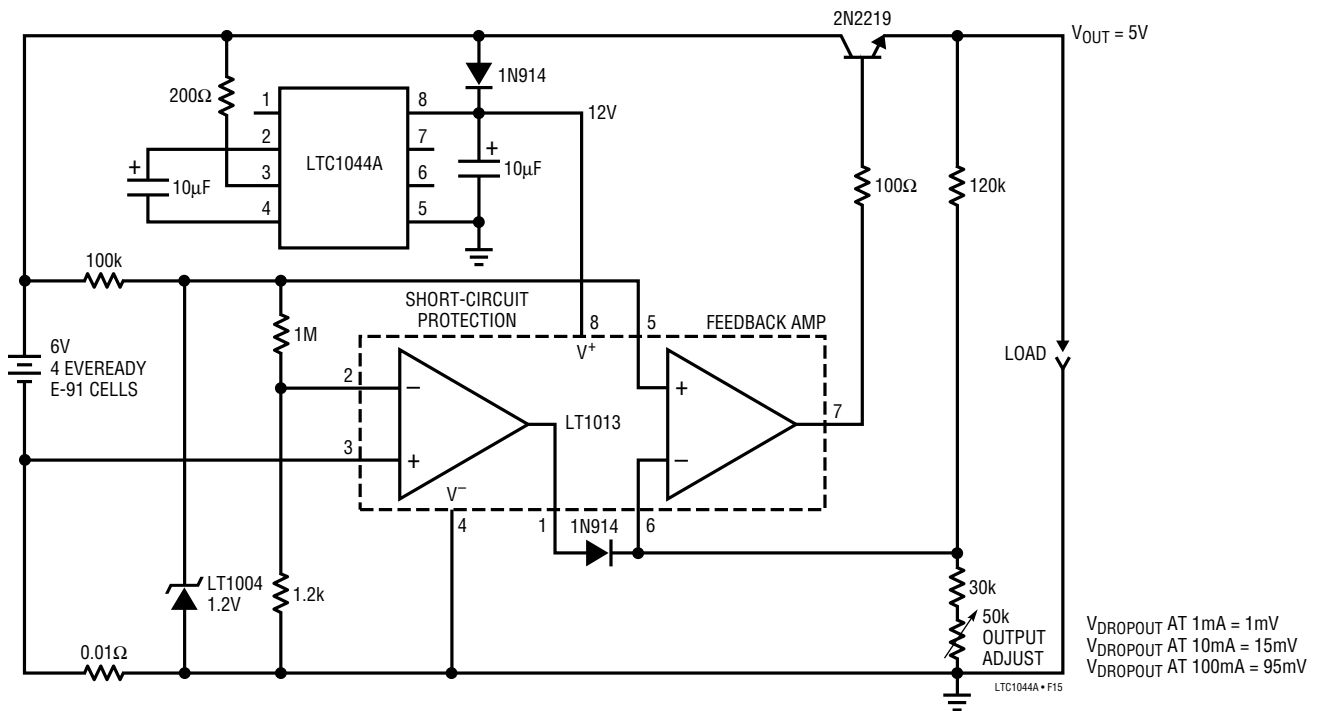 2N2219
V_OUT = 5V
1N914
200Ω
1
2
3
4
LTC1044A
8
7
6
5
12V
+
10µF
+
10µF
100Ω
120k
100k
SHORT-CIRCUIT
PROTECTION
8
5
FEEDBACK AMP
V+
1M
6V
4 EVEREADY
E-91 CELLS
LOAD
2
−
3
+
LT1013
+
−
7
V−
4
1
1N914
6
LT1004
1.2V
1.2k
30k
50k
OUTPUT
ADJUST
0.01Ω
V_DROPOUT AT 1mA = 1mV
V_DROPOUT AT 10mA = 15mV
V_DROPOUT AT 100mA = 95mV
LTC1044A • F15